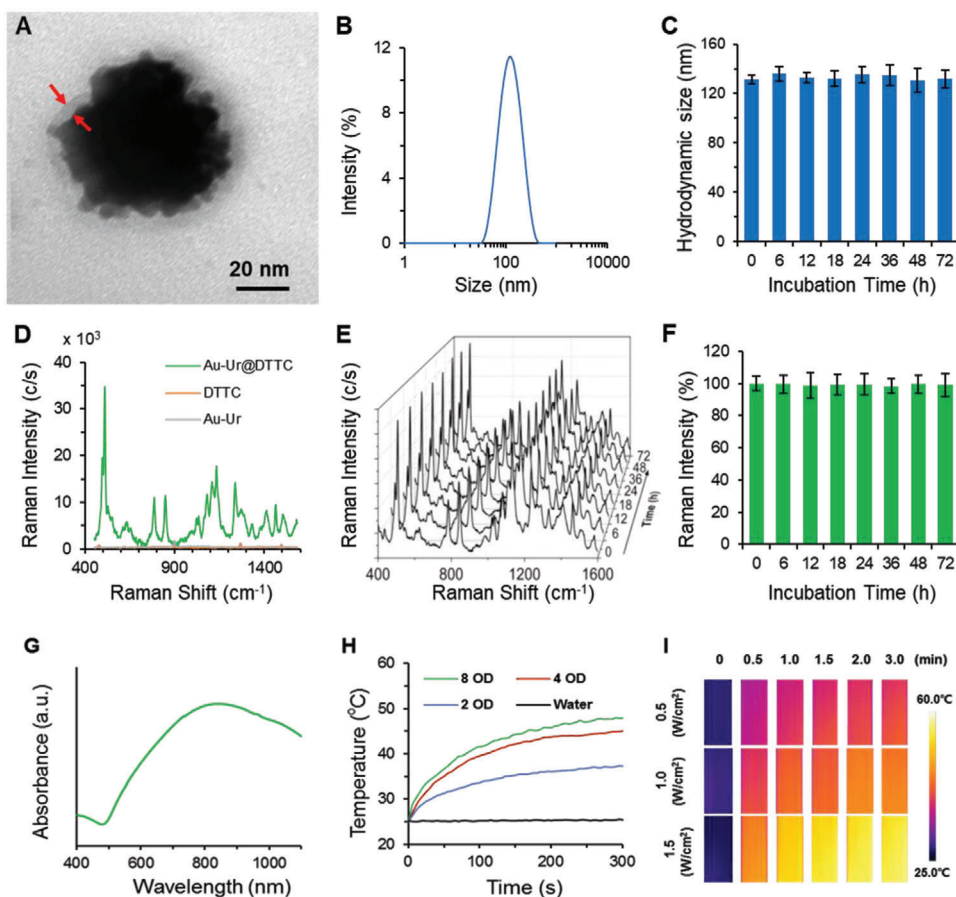 A
20 nm
B
Intensity (%)
12
8
4
0
1 100 10000
Size (nm)
C
Hydrodynamic size (nm)
160
120
80
40
0
0 6 12 18 24 36 48 72
Incubation Time (h)
D
x 10³
Raman Intensity (c/s)
40
30
20
10
0
Au-Ur@DTTC
DTTC
Au-Ur
400 900 1400
Raman Shift (cm⁻¹)
E
Raman Intensity (c/s)
400 800 1200 1600
Raman Shift (cm⁻¹)
72
48
36
24
18
12
6
0
Time (h)
F
Raman Intensity (%)
120
100
80
60
40
20
0
0 6 12 18 24 36 48 72
Incubation Time (h)
G
Absorbance (a.u.)
400 600 800 1000
Wavelength (nm)
H
Temperature (°C)
60
50
40
30
20
8 OD 4 OD
2 OD Water
0 100 200 300
Time (s)
I
0 0.5 1.0 1.5 2.0 3.0 (min)
0.5
(W/cm²)
1.0
(W/cm²)
1.5
(W/cm²)
60.0℃
25.0℃